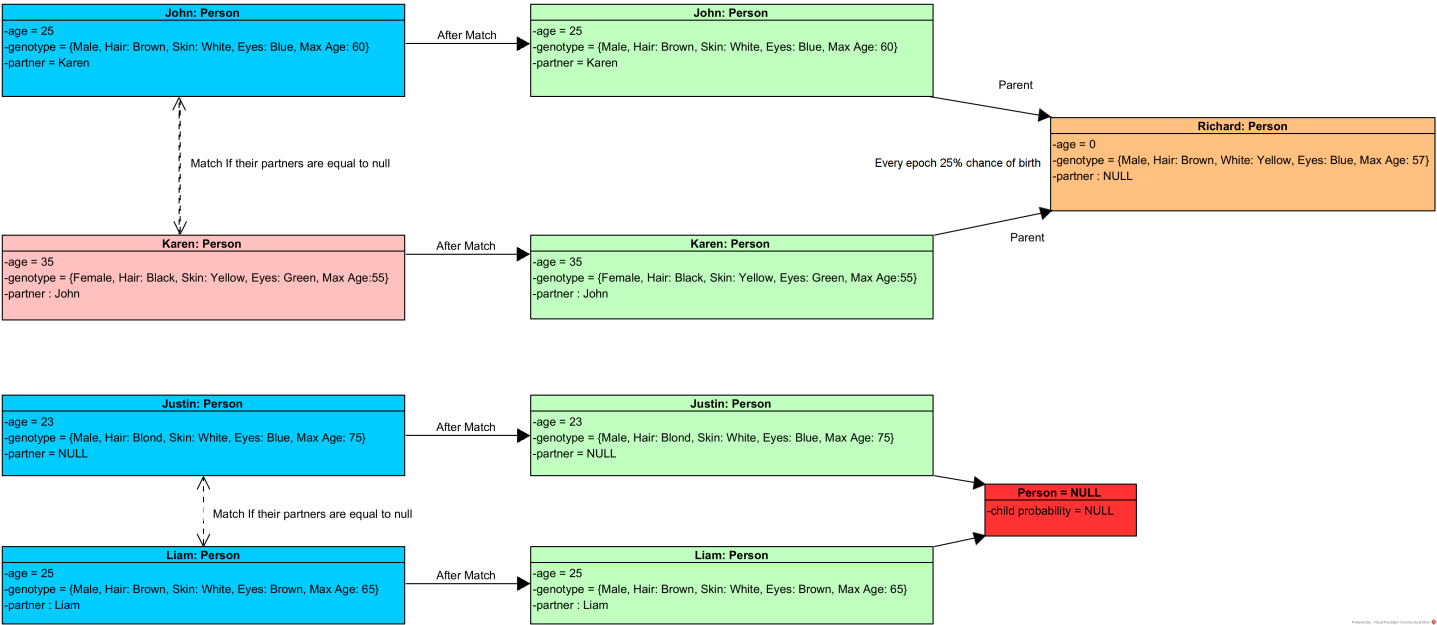 John: Person
-age = 25
-genotype = {Male, Hair: Brown, Skin: White, Eyes: Blue, Max Age: 60}
-partner = Karen
After Match
John: Person
-age = 25
-genotype = {Male, Hair: Brown, Skin: White, Eyes: Blue, Max Age: 60}
-partner = Karen
Parent
Match If their partners are equal to null
Every epoch 25% chance of birth
Richard: Person
-age = 0
-genotype = {Male, Hair: Brown, White: Yellow, Eyes: Blue, Max Age: 57}
-partner : NULL
Karen: Person
-age = 35
-genotype = {Female, Hair: Black, Skin: Yellow, Eyes: Green, Max Age:55}
-partner : John
After Match
Karen: Person
-age = 35
-genotype = {Female, Hair: Black, Skin: Yellow, Eyes: Green, Max Age:55}
-partner : John
Parent
Justin: Person
-age = 23
-genotype = {Male, Hair: Blond, Skin: White, Eyes: Blue, Max Age: 75}
-partner = NULL
After Match
Justin: Person
-age = 23
-genotype = {Male, Hair: Blond, Skin: White, Eyes: Blue, Max Age: 75}
-partner = NULL
Match If their partners are equal to null
Person = NULL
-child probability = NULL
Liam: Person
-age = 25
-genotype = {Male, Hair: Brown, Skin: White, Eyes: Brown, Max Age: 65}
-partner : Liam
After Match
Liam: Person
-age = 25
-genotype = {Male, Hair: Brown, Skin: White, Eyes: Brown, Max Age: 65}
-partner : Liam
Powered By: Visual Paradigm Community Edition